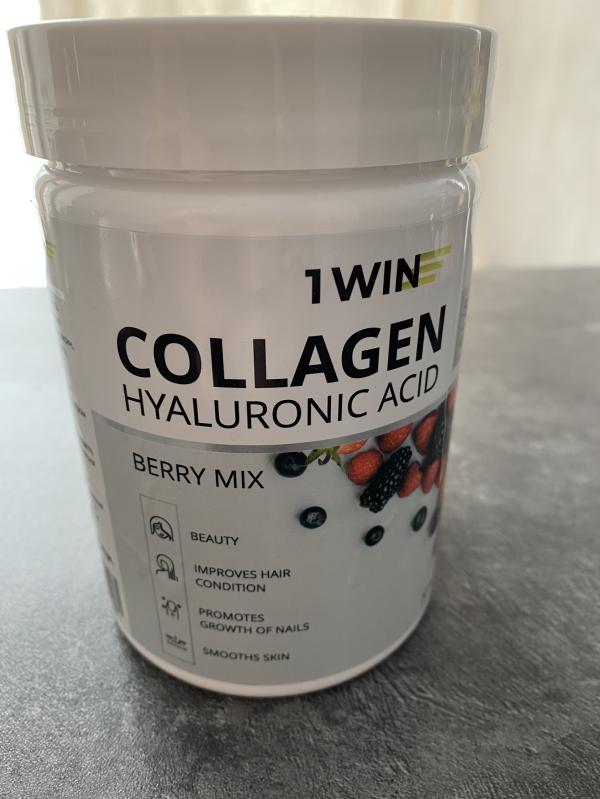 1WIN
COLLAGEN
HYALURONIC ACID
BERRY MIX
BEAUTY
IMPROVES HAIR
CONDITION
PROMOTES
GROWTH OF NAILS
SMOOTHS SKIN